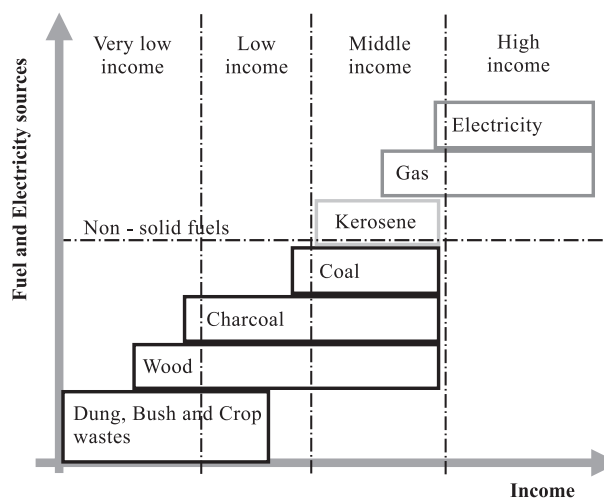 Very low
income
Low
income
Middle
income
High
income
Fuel and Electricity sources
Electricity
Gas
Kerosene
Non - solid fuels
Coal
Charcoal
Wood
Dung, Bush and Crop
wastes
Income